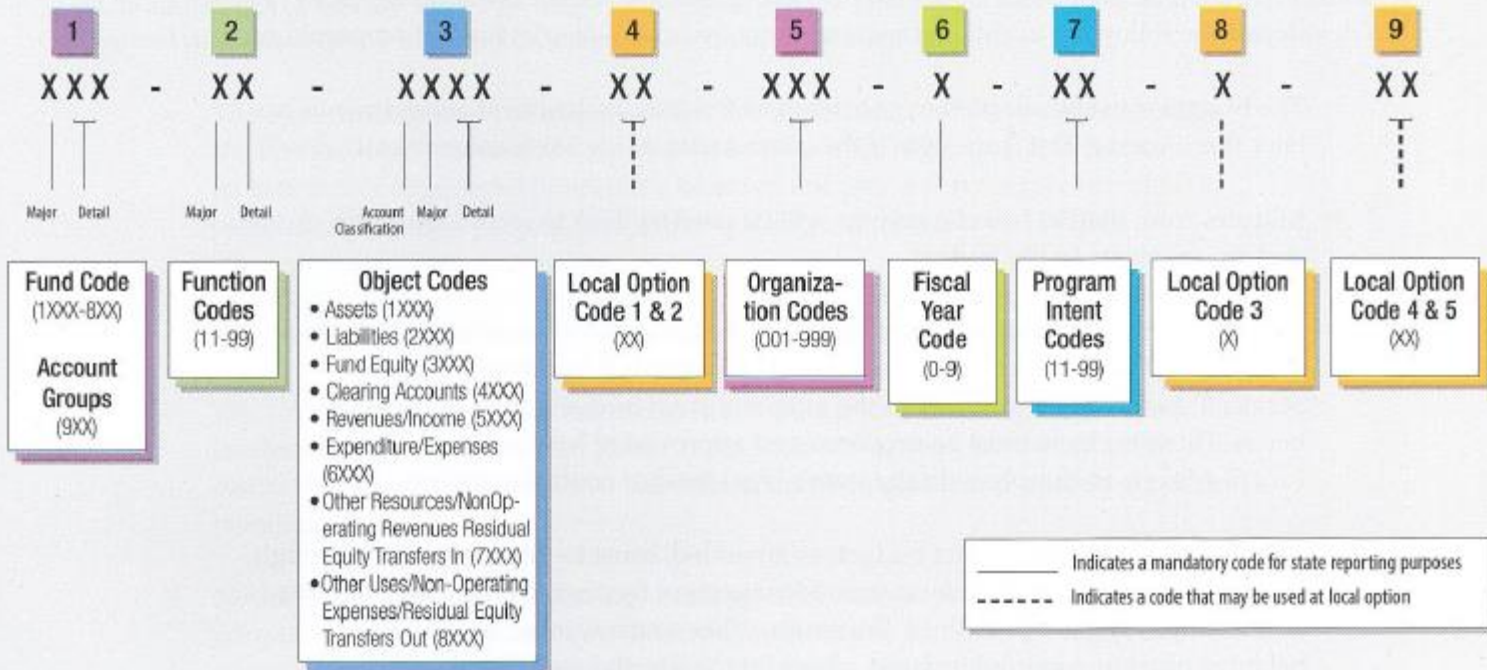 1 2 3 4 5 6 7 8 9
XXX - XX - XXXX - XX - XXX - X - XX - X - XX
Major Detail Major Detail Account Major Detail
Classification
Fund Code
(1XXX-8XX)
Account
Groups
(9XX)
Function
Codes
(11-99)
Object Codes
• Assets (1XXX)
• Liabillities (2XXX)
• Fund Equity (3XXX)
• Clearing Accounts (4XXX)
• Revenues/Income (5XXX)
• Expenditure/Expenses
(6XXX)
• Other Resources/NonOp-
erating Revenues Residual
Equity Transfers In (7XXX)
• Other Uses/Non-Operating
Expenses/Residual Equity
Transfers Out (8XXX)
Local Option
Code 1 & 2
(XX)
Organiza-
tion Codes
(001-999)
Fiscal
Year
Code
(0-9)
Program
Intent
Codes
(11-99)
Local Option
Code 3
(X)
Local Option
Code 4 & 5
(XX)
Indicates a mandatory code for state reporting purposes
Indicates a code that may be used at local option